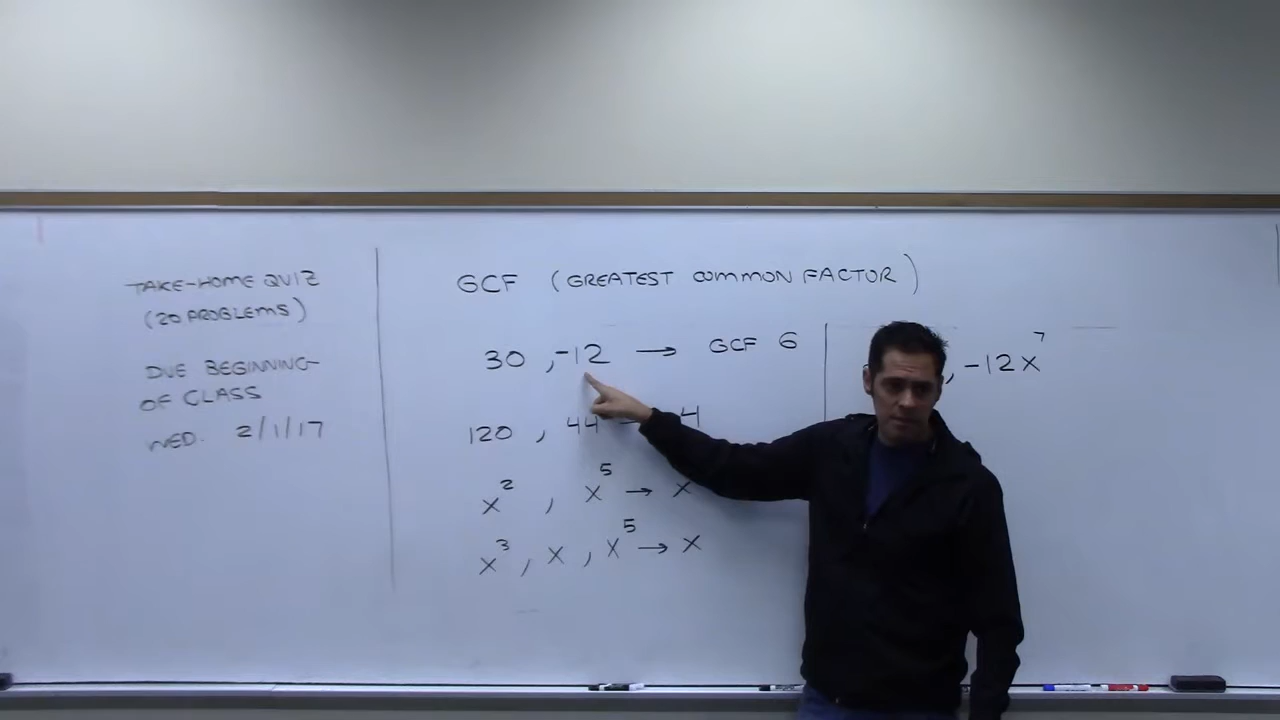 TAKE-HOME QUIZ
(20 PROBLEMS)
DUE BEGINNING
OF CLASS
WED. 2/1/17
GCF (GREATEST COMMON FACTOR)
30 , -12 → GCF 6
120 , 44 → 4
x² , x⁵ → x
x³ , x , x⁵ → x
, -12x⁷